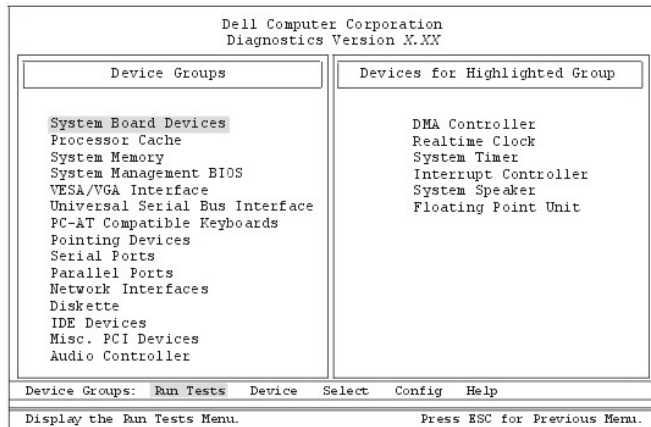 Dell Computer Corporation
Diagnostics Version X.XX
Device Groups
System Board Devices
Processor Cache
System Memory
System Management BIOS
VESA/VGA Interface
Universal Serial Bus Interface
PC-AT Compatible Keyboards
Pointing Devices
Serial Ports
Parallel Ports
Network Interfaces
Diskette
IDE Devices
Misc. PCI Devices
Audio Controller
Devices for Highlighted Group
DMA Controller
Realtime Clock
System Timer
Interrupt Controller
System Speaker
Floating Point Unit
Device Groups: Run Tests Device Select Config Help
Display the Run Tests Menu. Press ESC for Previous Menu.